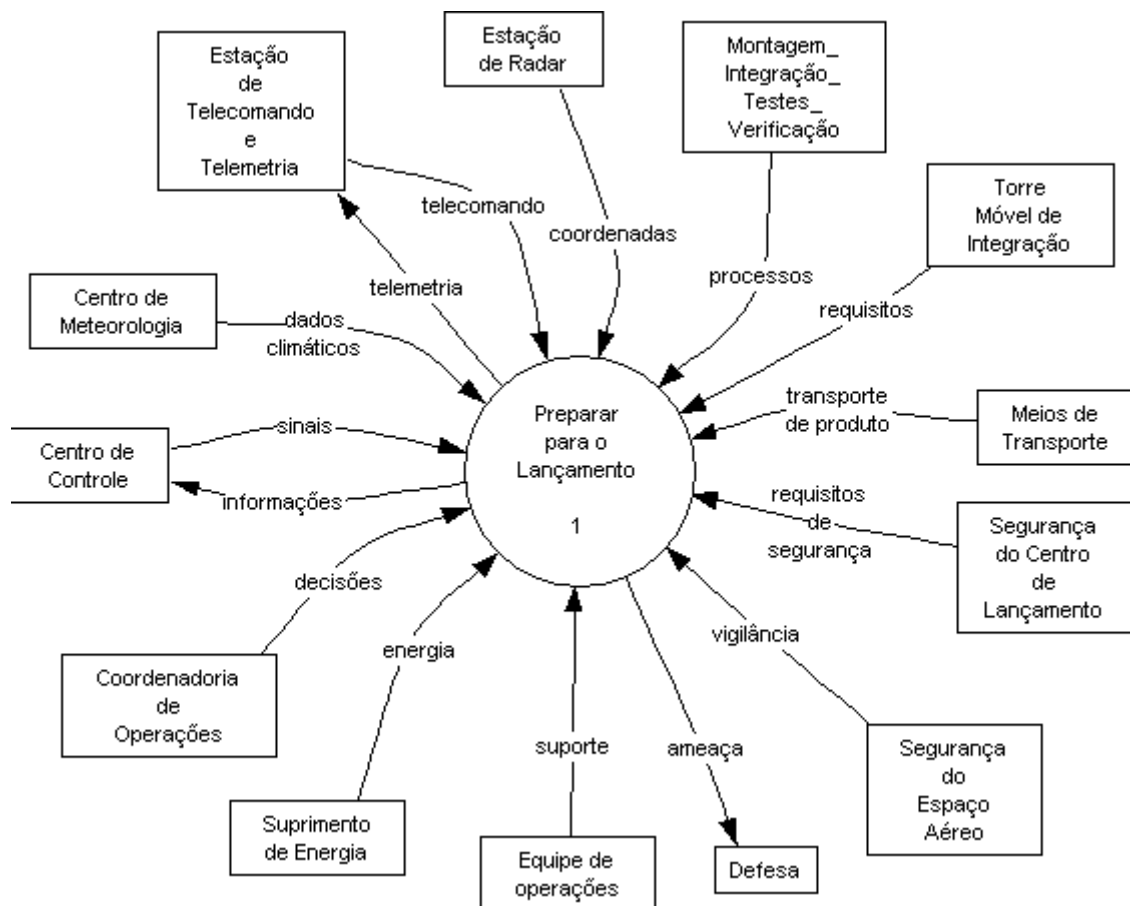 Estação
de
Telecomando
e
Telemetria
Estação
de Radar
Montagem_
Integração_
Testes_
Verificação
Torre
Móvel de
Integração
telecomando
coordenadas
processos
requisitos
telemetria
Centro de
Meteorologia
dados
climáticos
Preparar
para o
Lançamento
1
transporte
de produto
Meios de
Transporte
sinais
Centro de
Controle
informações
requisitos
de
segurança
Segurança
do Centro
de
Lançamento
decisões
energia
vigilância
Coordenadoria
de
Operações
suporte
ameaça
Segurança
do
Espaço
Aéreo
Suprimento
de Energia
Equipe de
operações
Defesa